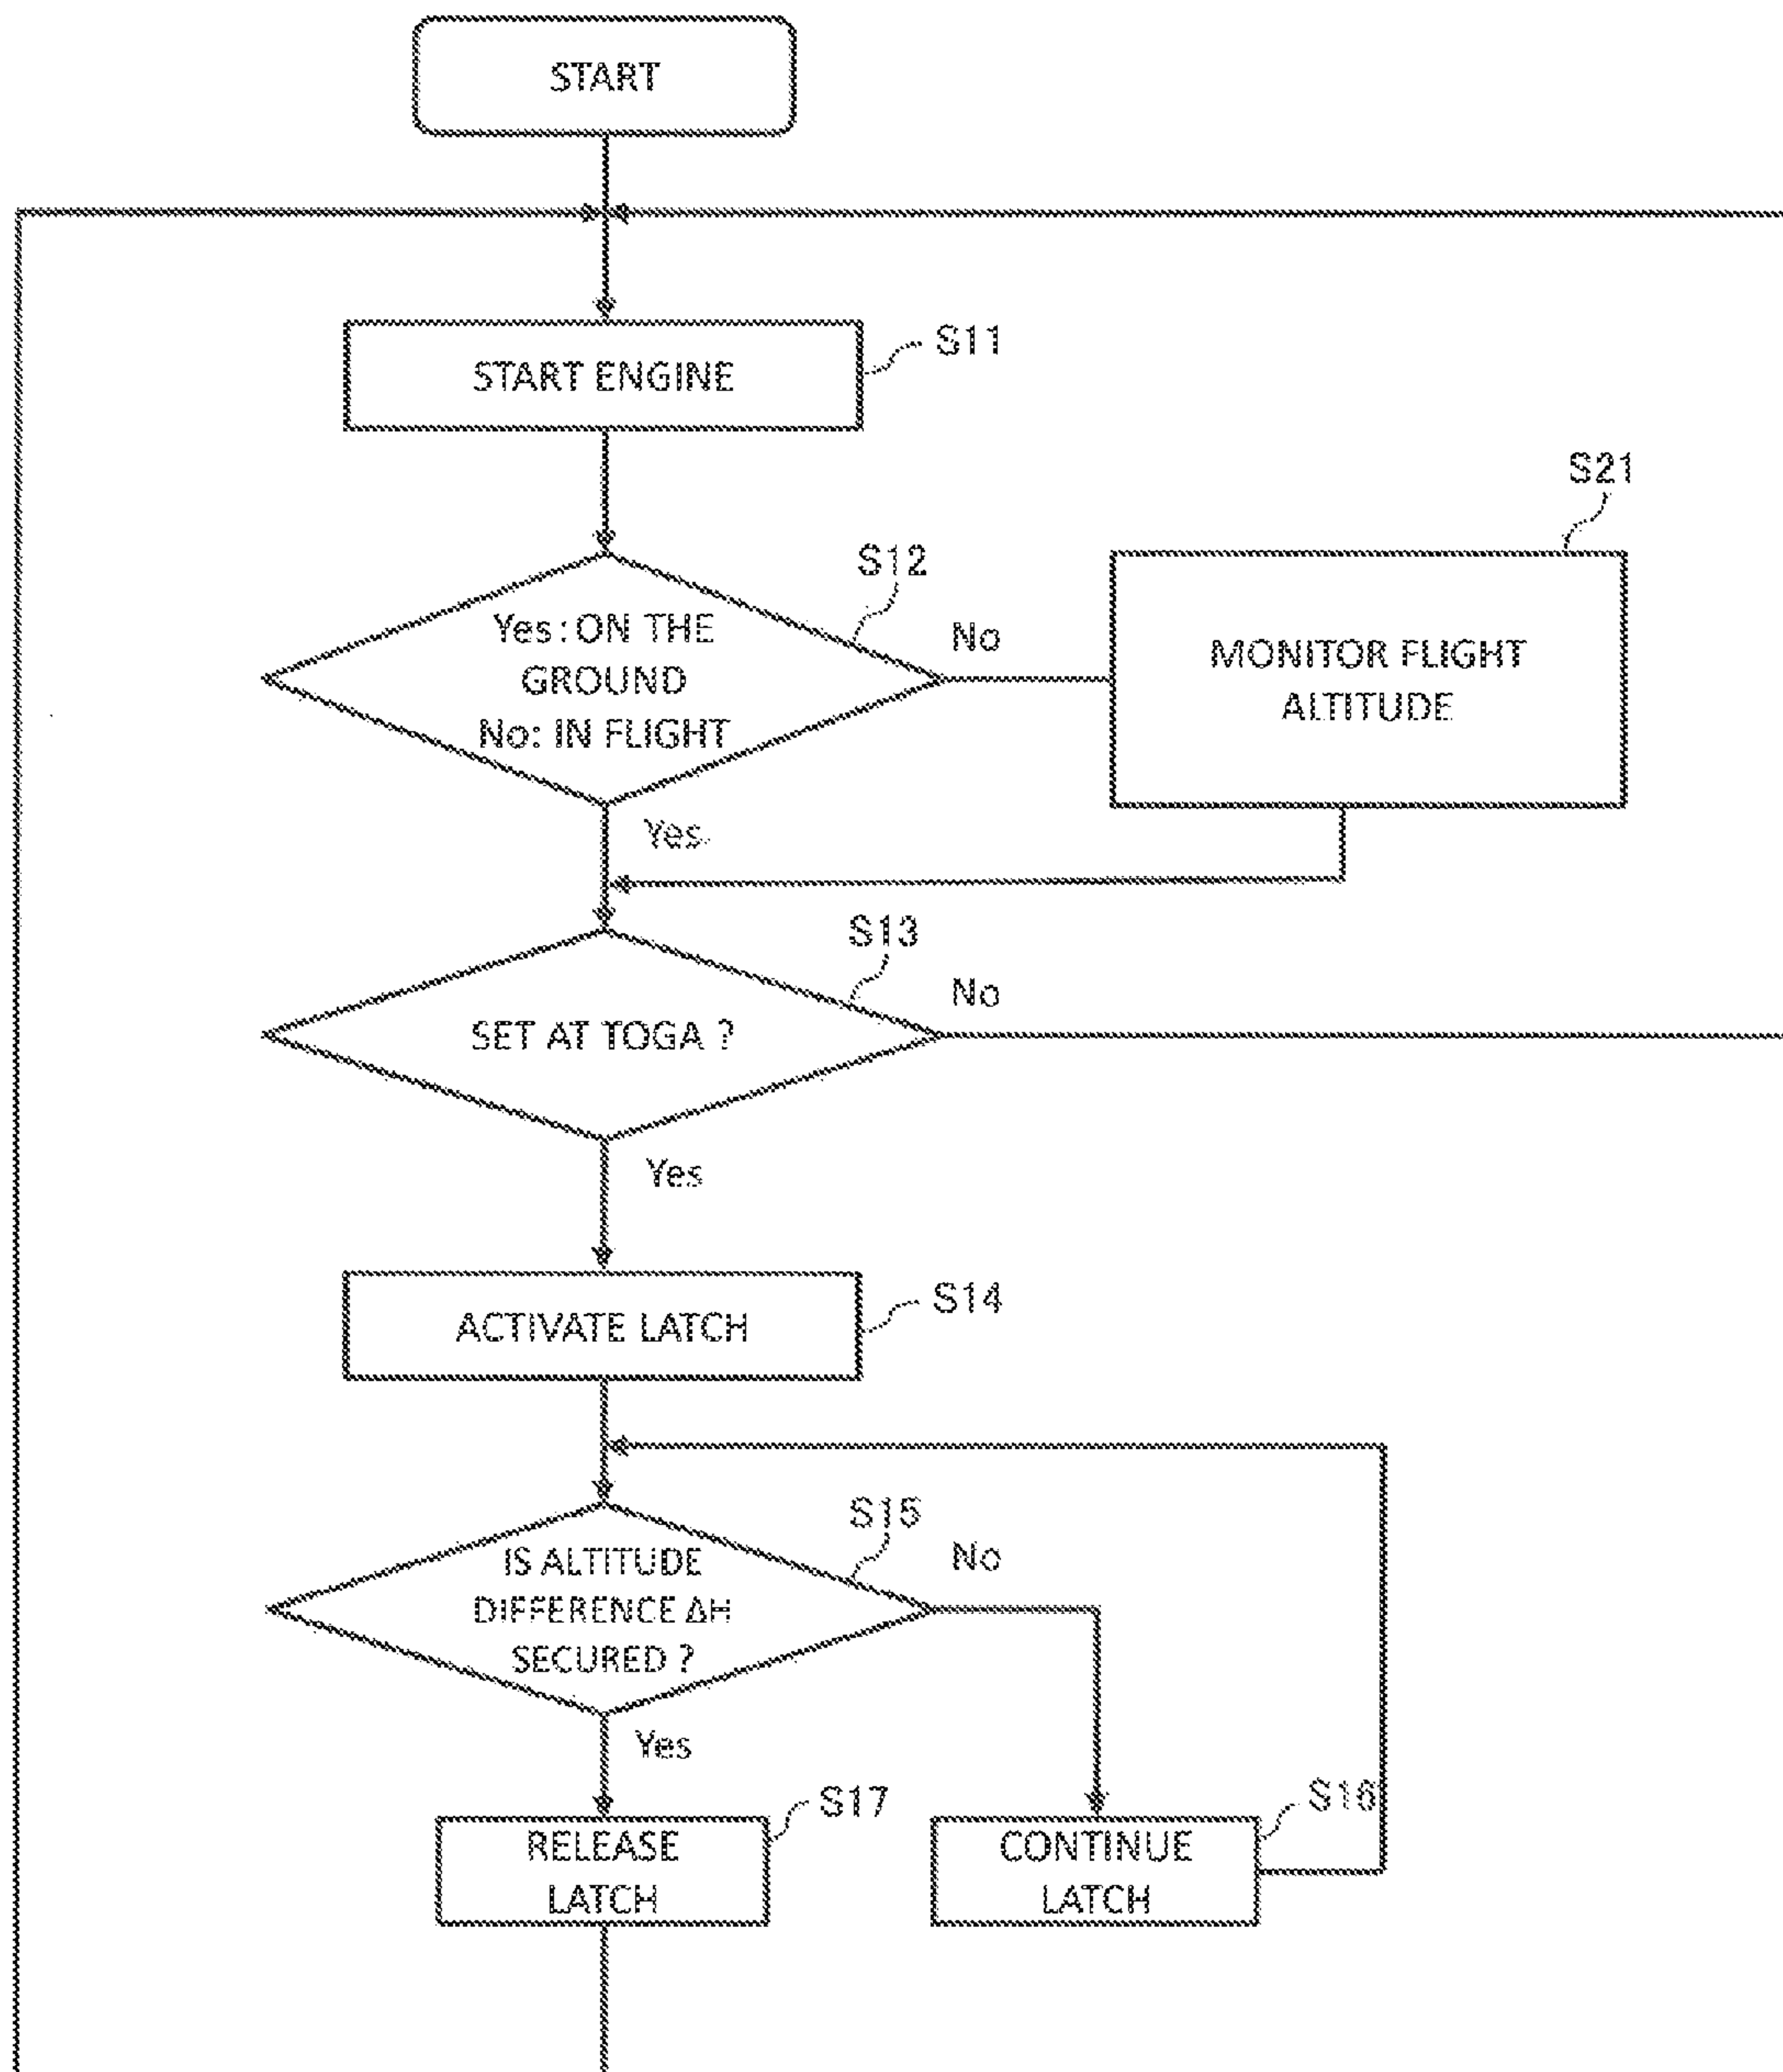 START
START ENGINE
S11
S21
S12
Yes: ON THE
GROUND
No: IN FLIGHT
No
MONITOR FLIGHT
ALTITUDE
Yes
S13
No
SET AT TOGA ?
Yes
ACTIVATE LATCH
S14
S15
No
IS ALTITUDE
DIFFERENCE ΔH
SECURED ?
Yes
S17
S16
RELEASE
LATCH
CONTINUE
LATCH